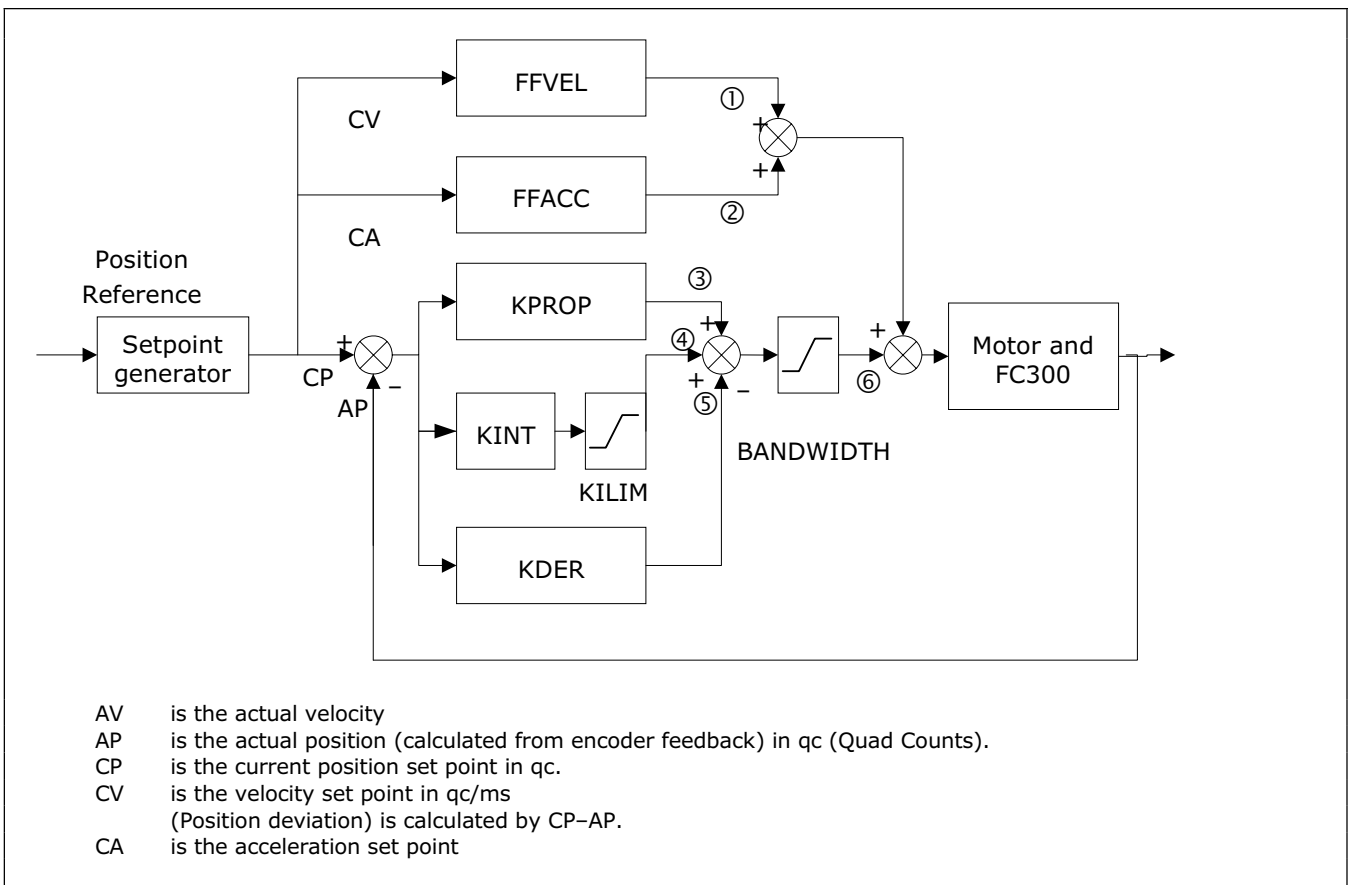 FFVEL
①
CV
+
+
FFACC
②
CA
Position
Reference
③
KPROP
Setpoint
generator
+
CP
−
AP
+
④
+
⑤
−
+
⑥
Motor and
FC300
KINT
KILIM
BANDWIDTH
KDER
AV is the actual velocity
AP is the actual position (calculated from encoder feedback) in qc (Quad Counts).
CP is the current position set point in qc.
CV is the velocity set point in qc/ms
(Position deviation) is calculated by CP–AP.
CA is the acceleration set point